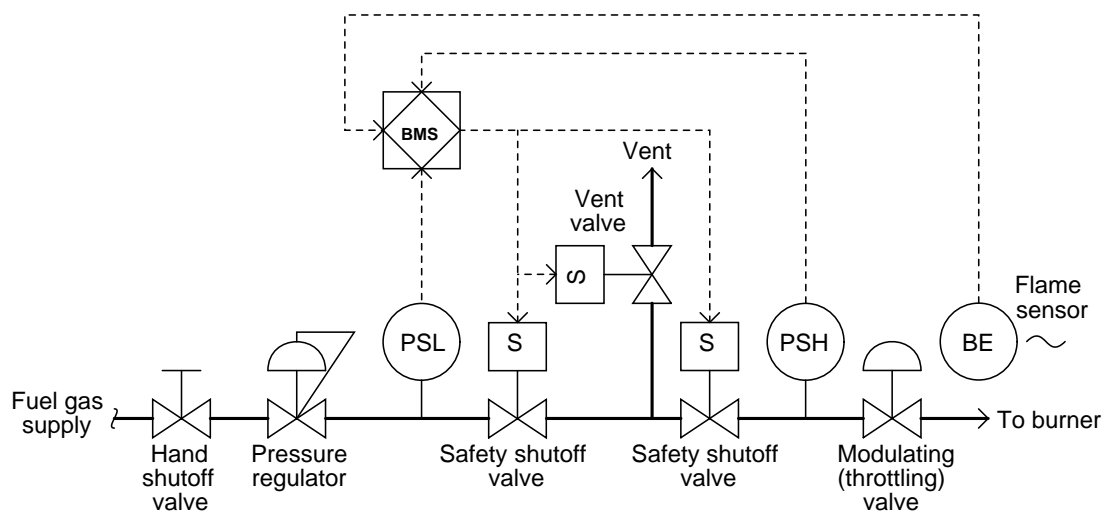 BMS
Vent
Vent
valve
S
Flame
sensor
PSL
S
S
PSH
BE
Fuel gas
supply
To burner
Hand
shutoff
valve
Pressure
regulator
Safety shutoff
valve
Safety shutoff
valve
Modulating
(throttling)
valve